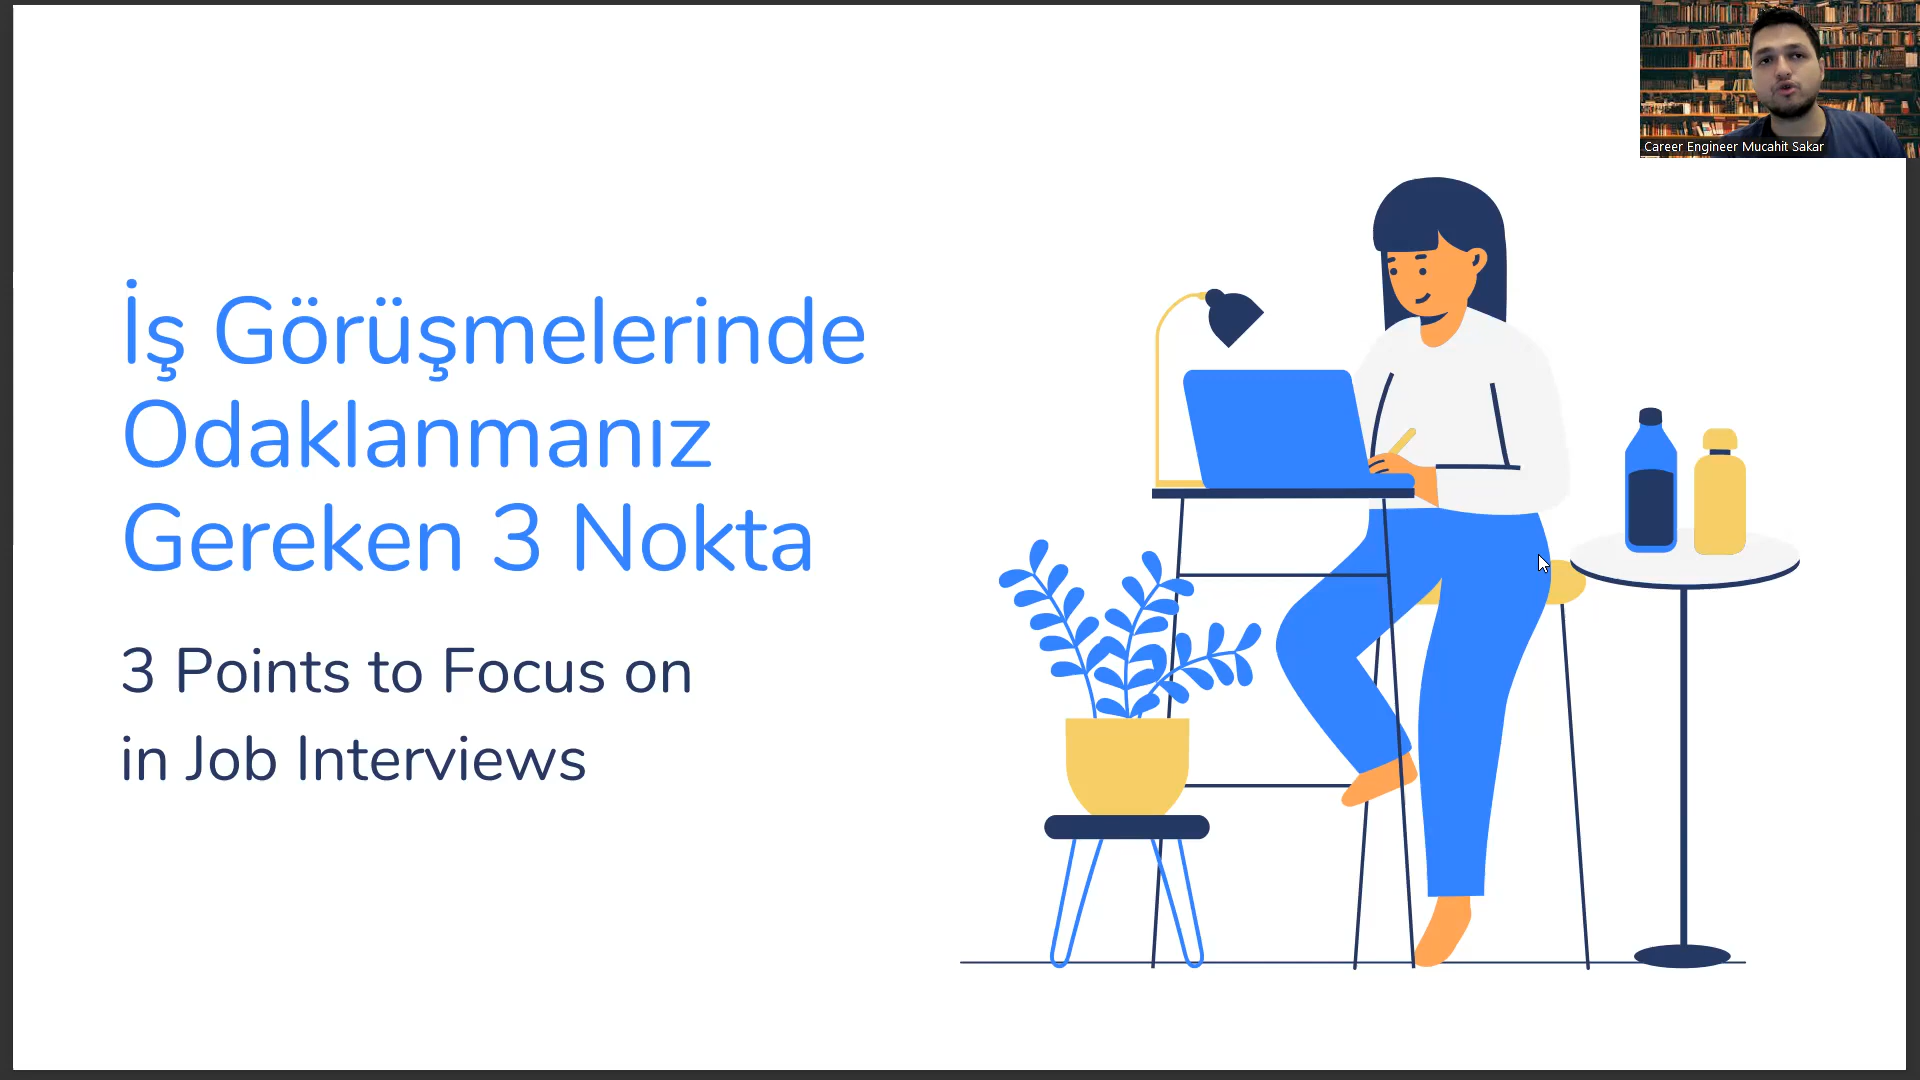 Career Engineer Mucahit Sakar
İş Görüşmelerinde
Odaklanmanız
Gereken 3 Nokta
3 Points to Focus on
in Job Interviews